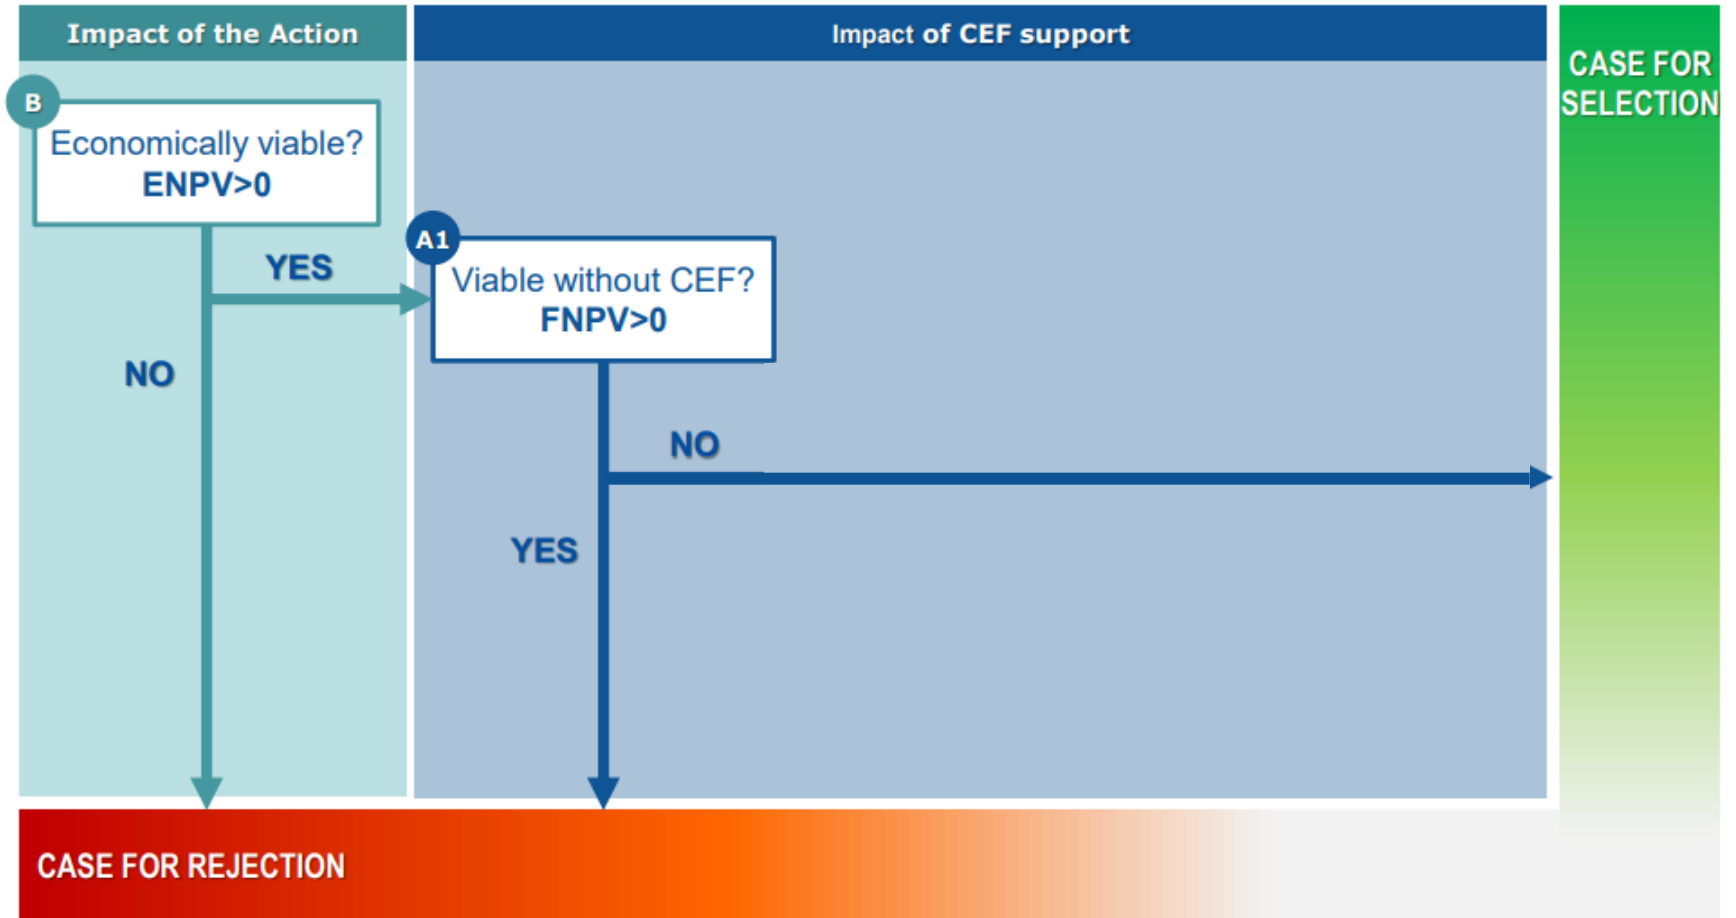 Impact of the Action
Impact of CEF support
CASE FOR
SELECTION
B
Economically viable?
ENPV>0
YES
NO
A1
Viable without CEF?
FNPV>0
NO
YES
CASE FOR REJECTION